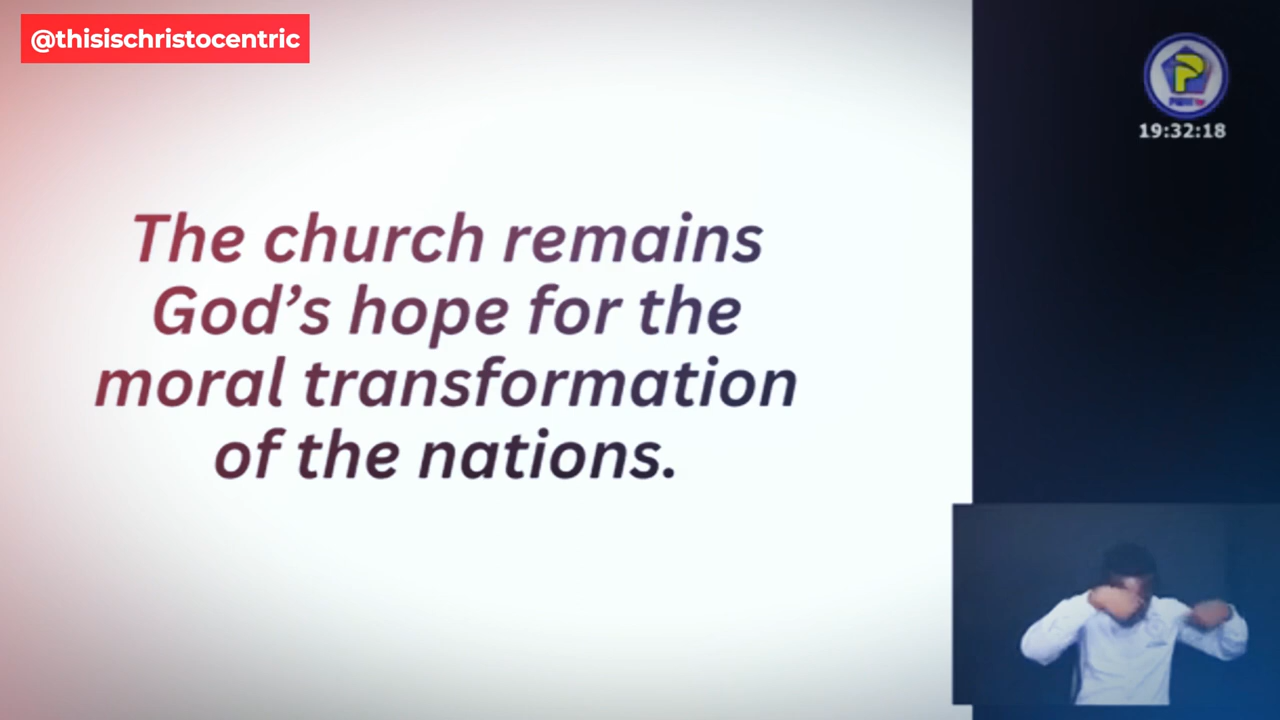 @thisischristocentric
P
19:32:18
The church remains
God’s hope for the
moral transformation
of the nations.